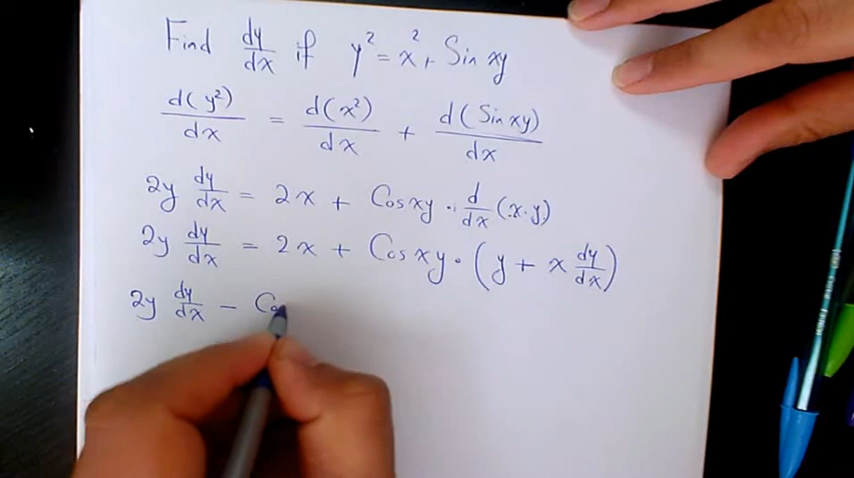 Find dy/dx if y² = x² + Sin xy
d(y²)/dx = d(x²)/dx + d(Sin xy)/dx
2y dy/dx = 2x + Cos xy · d/dx (x·y)
2y dy/dx = 2x + Cos xy · (y + x dy/dx)
2y dy/dx − Co